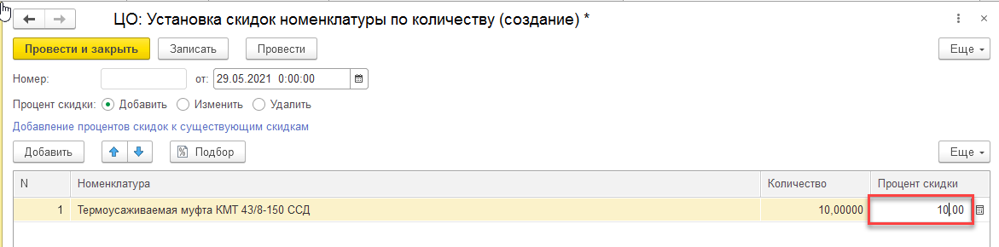 ЦО: Установка скидок номенклатуры по количеству (создание) *
Провести и закрыть Записать Провести Еще
Номер: от: 29.05.2021 0:00:00
Процент скидки: Добавить Изменить Удалить
Добавление процентов скидок к существующим скидкам
Добавить % Подбор Еще
N Номенклатура Количество Процент скидки
1 Термоусаживаемая муфта КМТ 43/8-150 ССД 10,00000 10,00